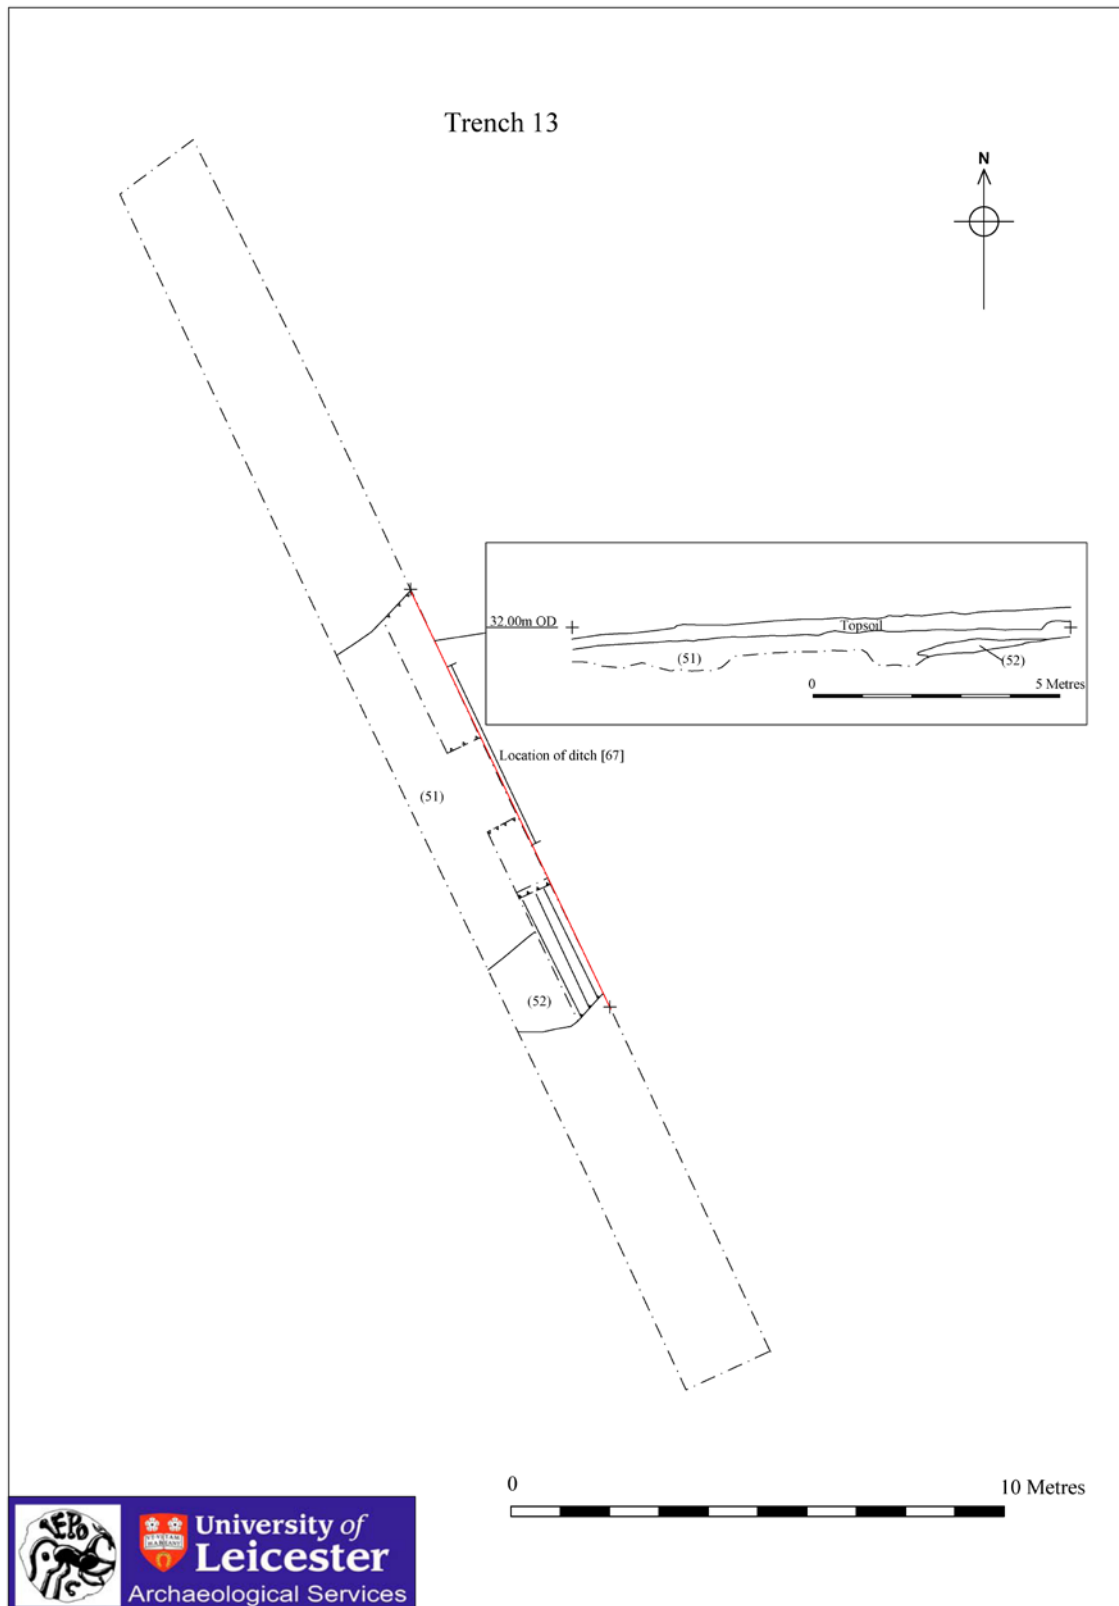 Trench 13
N
32.00m OD
Topsoil
(51)
(52)
0 5 Metres
Location of ditch [67]
(51)
(52)
0 10 Metres
University of
Leicester
Archaeological Services